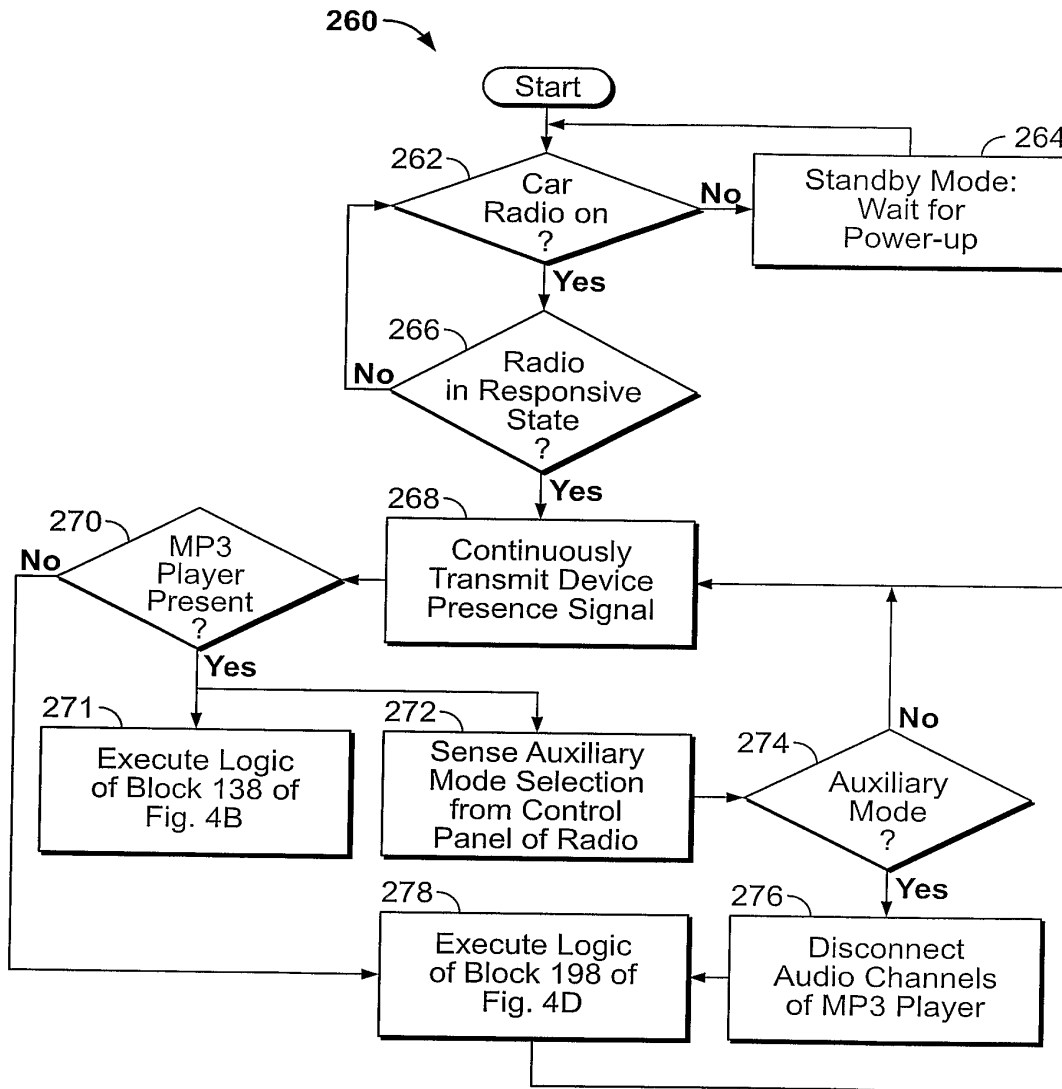 260
Start
262
Car
Radio on
?
No
264
Standby Mode:
Wait for
Power-up
Yes
266
Radio
in Responsive
State
?
No
Yes
268
Continuously
Transmit Device
Presence Signal
270
No
MP3
Player
Present
?
Yes
271
Execute Logic
of Block 138 of
Fig. 4B
272
Sense Auxiliary
Mode Selection
from Control
Panel of Radio
274
No
Auxiliary
Mode
?
Yes
276
Disconnect
Audio Channels
of MP3 Player
278
Execute Logic
of Block 198 of
Fig. 4D